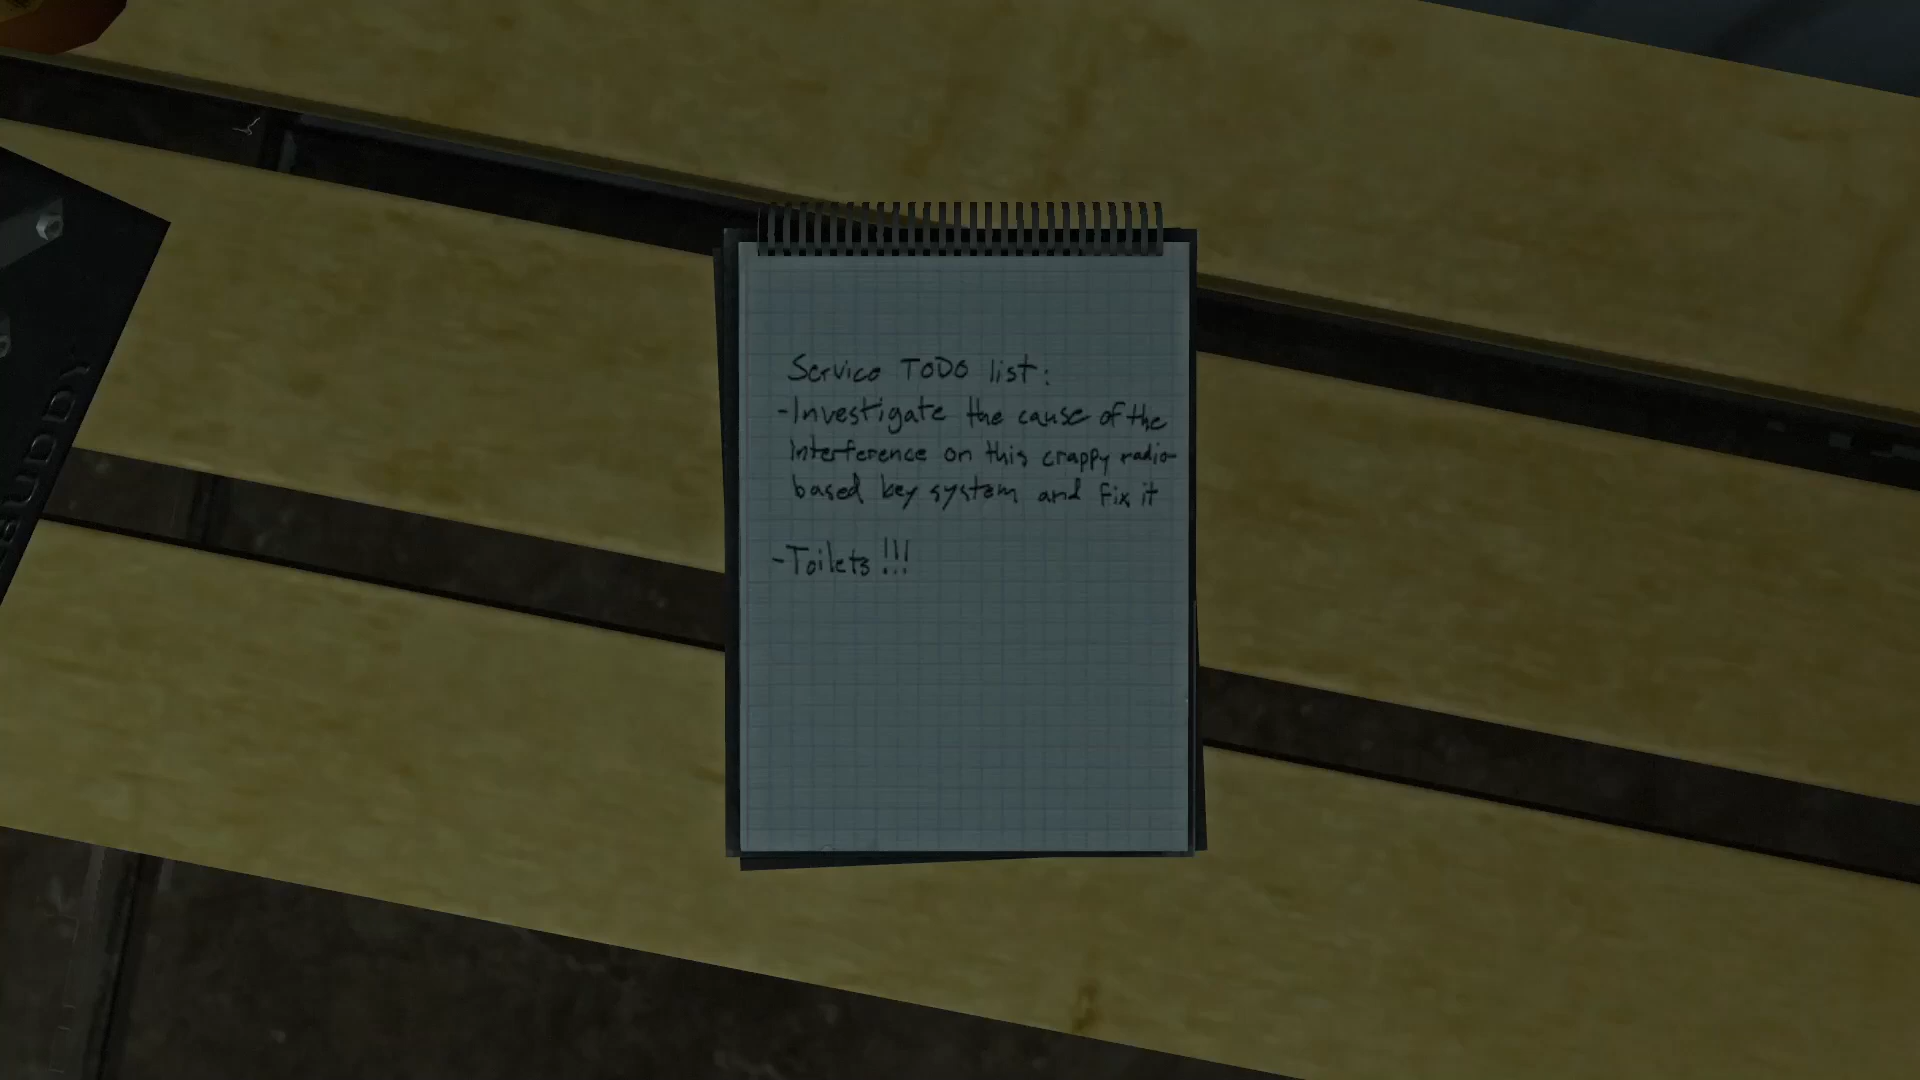 Service TODO list:
-Investigate the cause of the
Interference on this crappy radio-
based key system and fix it
-Toilets!!!